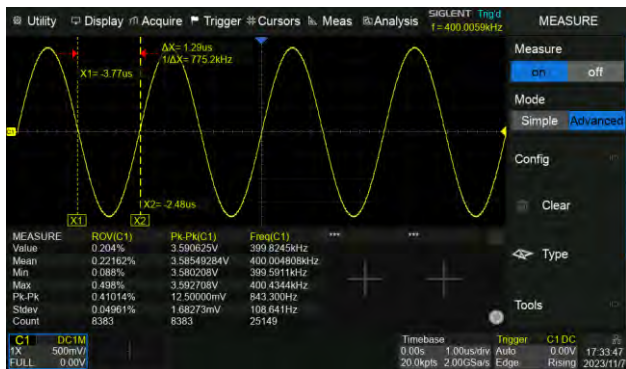 Utility Display Acquire Trigger Cursors Meas Analysis SIGLENT Trig'd f=400.0059kHz MEASURE
ΔX= 1.29us
1/ΔX= 775.2kHz
X1= -3.77us
X2= -2.48us
X1 X2
C1
Measure
on off
Mode
Simple Advanced
Config
Clear
Type
Tools
MEASURE ROV(C1) Pk-Pk(C1) Freq(C1) *** ***
Value 0.204% 3.590625V 399.8245kHz
Mean 0.22162% 3.58549284V 400.004808kHz
Min 0.088% 3.580208V 399.5911kHz
Max 0.498% 3.592708V 400.4344kHz
Pk-Pk 0.41014% 12.50000mV 843.300Hz
Stdev 0.04961% 1.68273mV 108.641Hz
Count 8383 8383 25149
C1 DC1M
1X 500mV/
FULL 0.00V
Timebase
0.00s 1.00us/div
20.0kpts 2.00GSa/s
Trigger C1 DC
Auto 0.00V
Edge Rising
17:33:47
2023/11/7